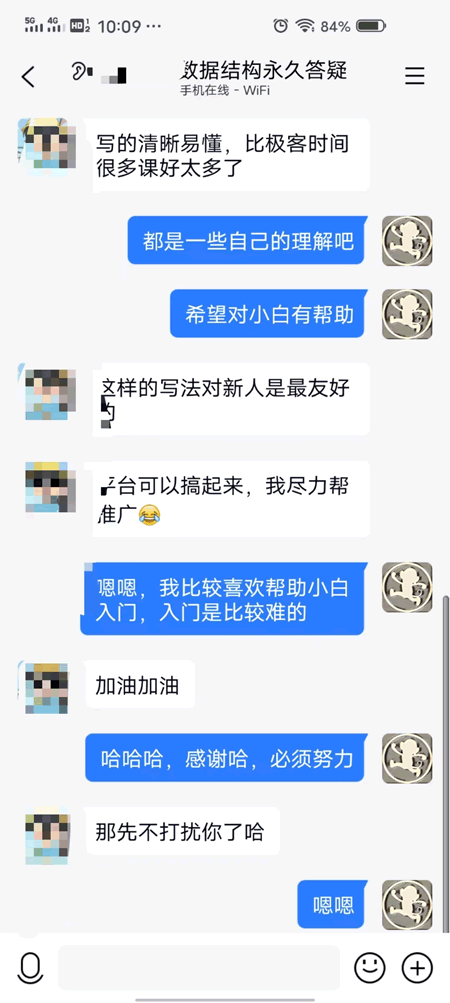 5G 4G HD 1 2 10:09 ··· 84%
数据结构永久答疑
手机在线 - WiFi
写的清晰易懂，比极客时间
很多课好太多了
都是一些自己的理解吧
希望对小白有帮助
这样的写法对新人是最友好
的
平台可以搞起来，我尽力帮
推广😂
嗯嗯，我比较喜欢帮助小白
入门，入门是比较难的
加油加油
哈哈哈，感谢哈，必须努力
那先不打扰你了哈
嗯嗯